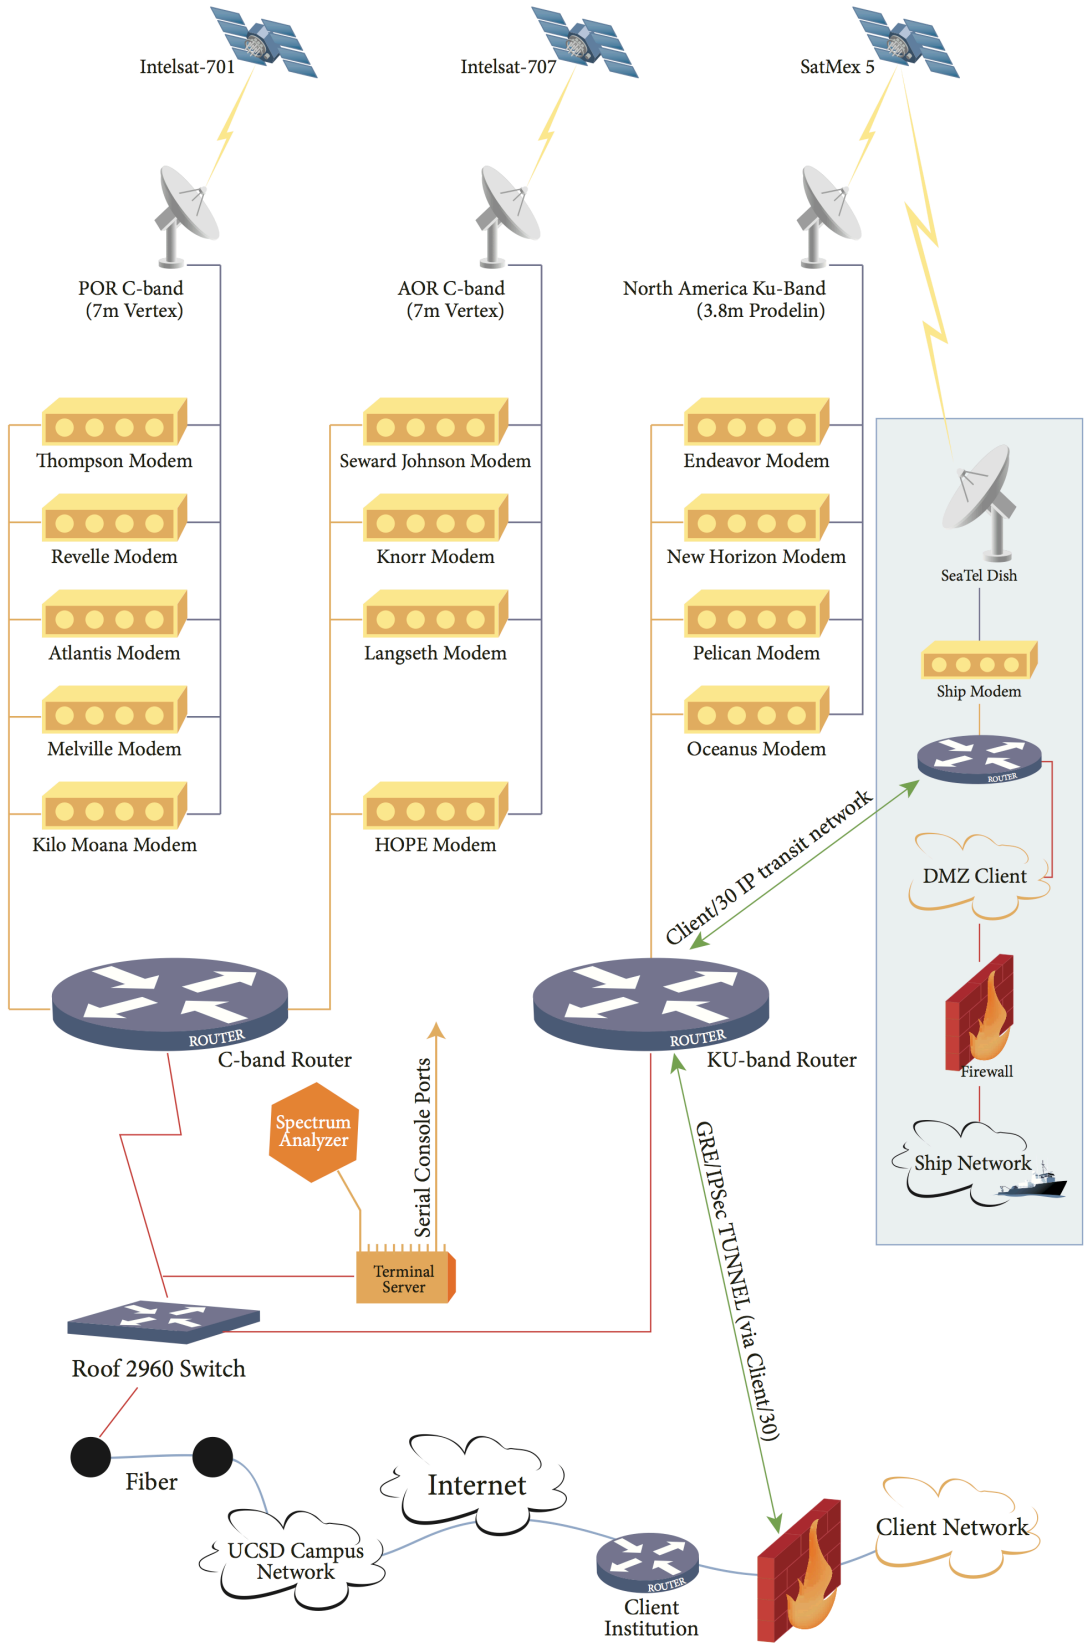 Intelsat-701
Intelsat-707
SatMex 5
POR C-band
(7m Vertex)
AOR C-band
(7m Vertex)
North America Ku-Band
(3.8m Prodelin)
Thompson Modem
Seward Johnson Modem
Endeavor Modem
Revelle Modem
Knorr Modem
New Horizon Modem
SeaTel Dish
Atlantis Modem
Langseth Modem
Pelican Modem
Ship Modem
Melville Modem
Oceanus Modem
ROUTER
Kilo Moana Modem
HOPE Modem
Client/30 IP transit network
DMZ Client
ROUTER
C-band Router
ROUTER
KU-band Router
Firewall
Spectrum
Analyzer
Serial Console Ports
GRE/IPSec TUNNEL (via Client/30)
Ship Network
Terminal
Server
Roof 2960 Switch
Fiber
Internet
UCSD Campus
Network
ROUTER
Client
Institution
Client Network